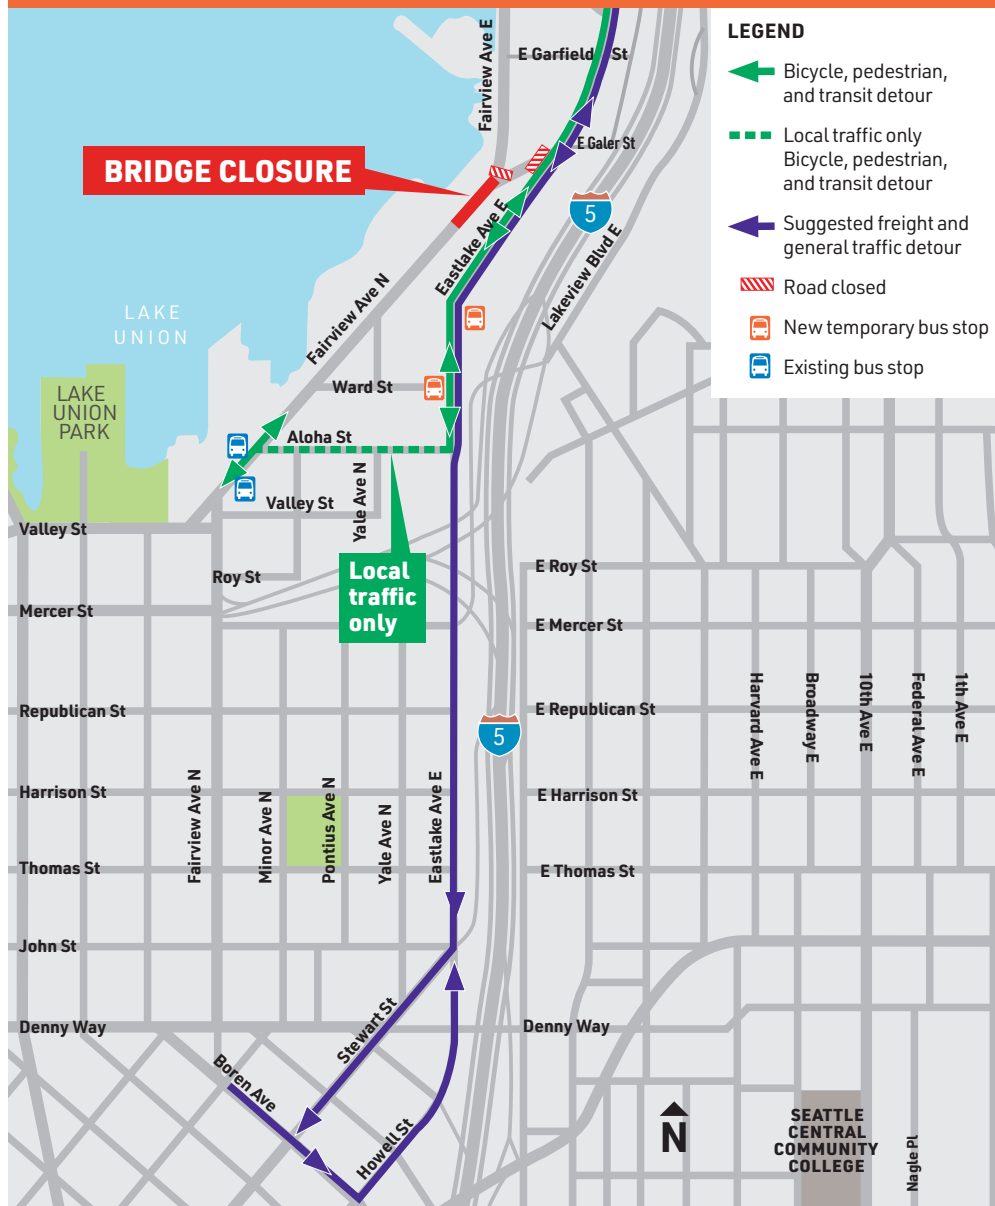 Fairview Ave E
E Garfield St
E Galer St
BRIDGE CLOSURE
Eastlake Ave E
5
Lakeview Blvd E
LEGEND
Bicycle, pedestrian,
and transit detour
Local traffic only
Bicycle, pedestrian,
and transit detour
Suggested freight and
general traffic detour
Road closed
New temporary bus stop
Existing bus stop
LAKE
UNION
Fairview Ave N
LAKE
UNION
PARK
Ward St
Aloha St
Yale Ave N
Valley St
Valley St
Roy St
Local
traffic
only
Mercer St
E Roy St
E Mercer St
Republican St
E Republican St
5
Harvard Ave E
Broadway E
10th Ave E
Federal Ave E
1th Ave E
Harrison St
E Harrison St
Fairview Ave N
Minor Ave N
Pontius Ave N
Yale Ave N
Eastlake Ave E
Thomas St
E Thomas St
John St
Stewart St
Denny Way
Denny Way
Boren Ave
Howell St
N
SEATTLE
CENTRAL
COMMUNITY
COLLEGE
Nagle Pl